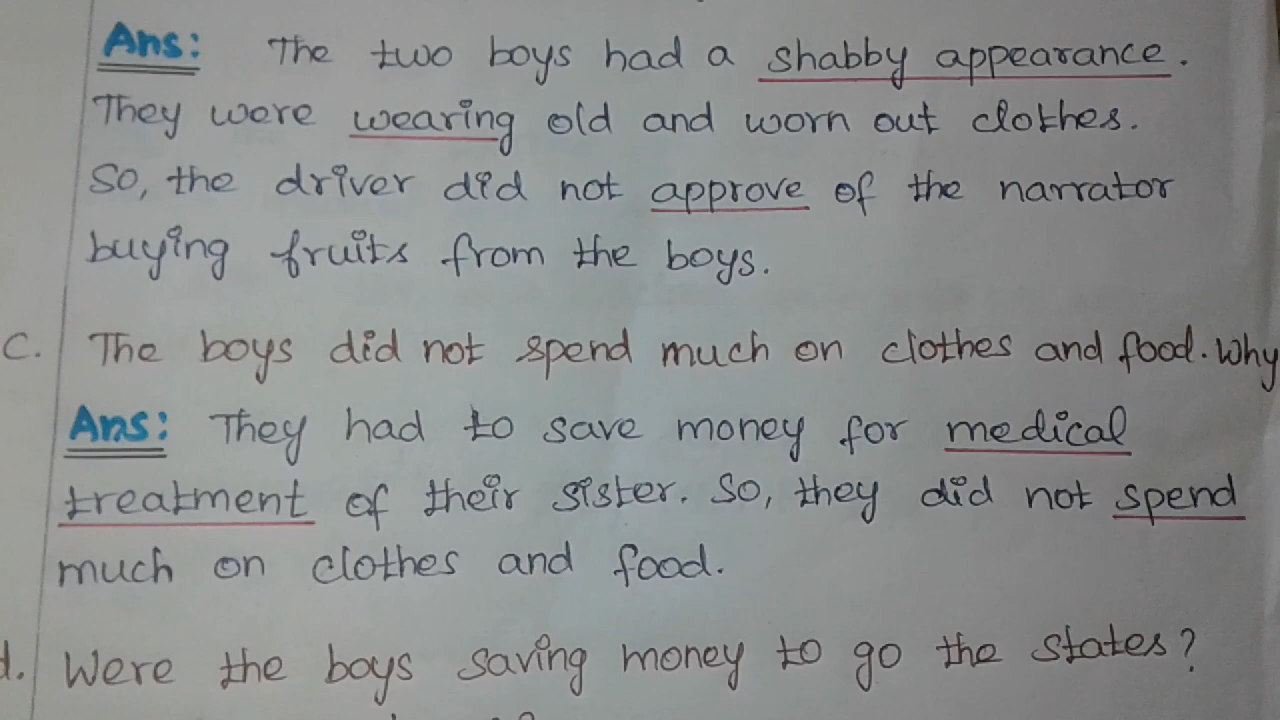 Ans: The two boys had a shabby appearance.
They were wearing old and worn out clothes.
So, the driver did not approve of the narrator
buying fruits from the boys.
C. The boys did not spend much on clothes and food. Why
Ans: They had to save money for medical
treatment of their sister. So, they did not spend
much on clothes and food.
d. Were the boys saving money to go the states?